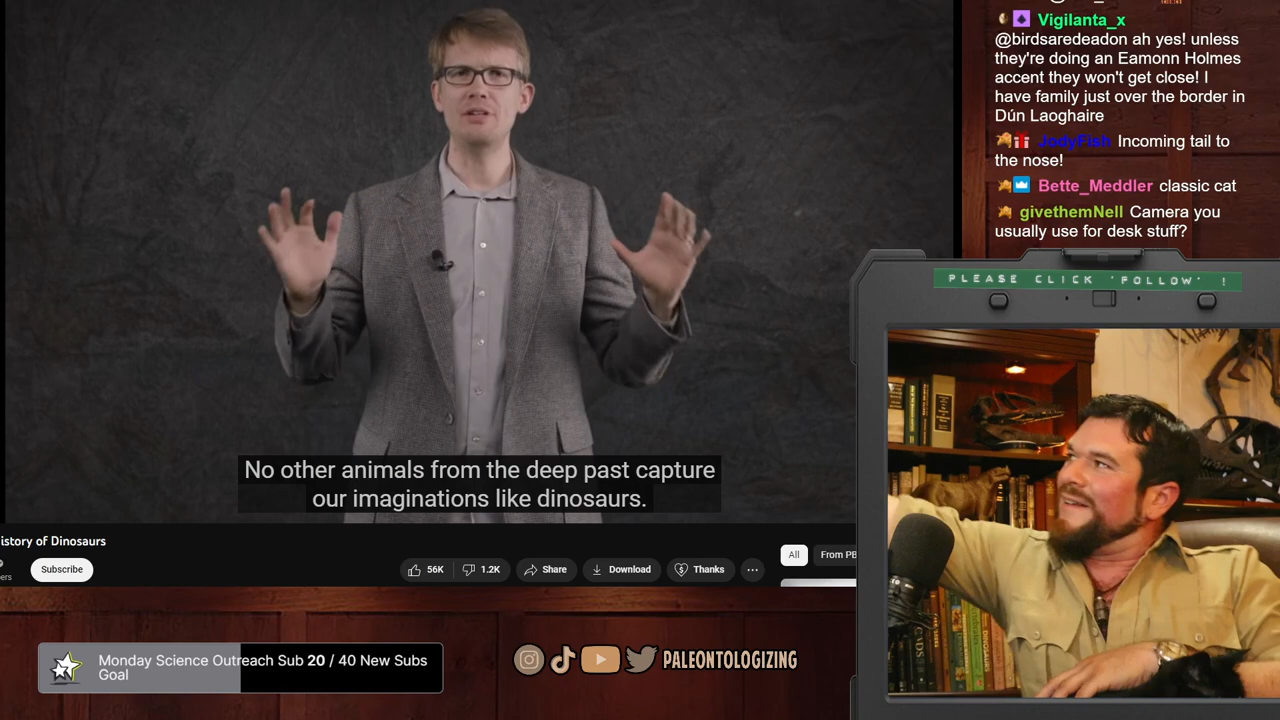 Vigilanta_x
@birdsaredeadon ah yes! unless
they're doing an Eamonn Holmes
accent they won't get close! I
have family just over the border in
Dún Laoghaire
JodyFish Incoming tail to
the nose!
Bette_Meddler classic cat
givethemNell Camera you
usually use for desk stuff?
PLEASE CLICK 'FOLLOW' !
No other animals from the deep past capture
our imaginations like dinosaurs.
istory of Dinosaurs
ers
Subscribe
56K
1.2K
Share
Download
Thanks
All
From PB
Monday Science Outreach Sub 20 / 40 New Subs
Goal
PALEONTOLOGIZING
DINOSAURS